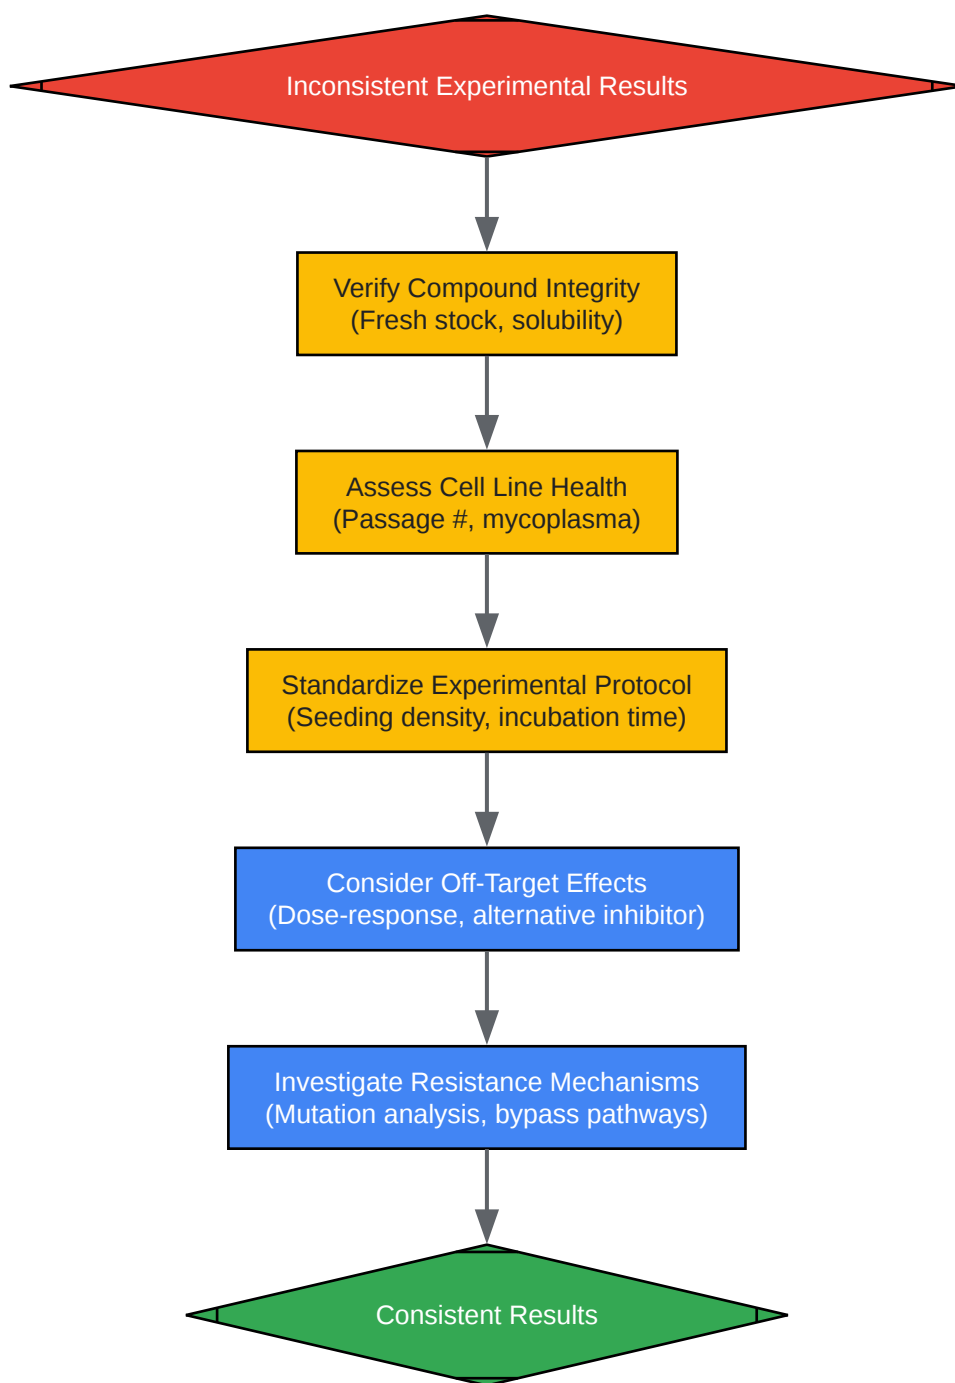 Inconsistent Experimental Results
Verify Compound Integrity
(Fresh stock, solubility)
Assess Cell Line Health
(Passage #, mycoplasma)
Standardize Experimental Protocol
(Seeding density, incubation time)
Consider Off-Target Effects
(Dose-response, alternative inhibitor)
Investigate Resistance Mechanisms
(Mutation analysis, bypass pathways)
Consistent Results